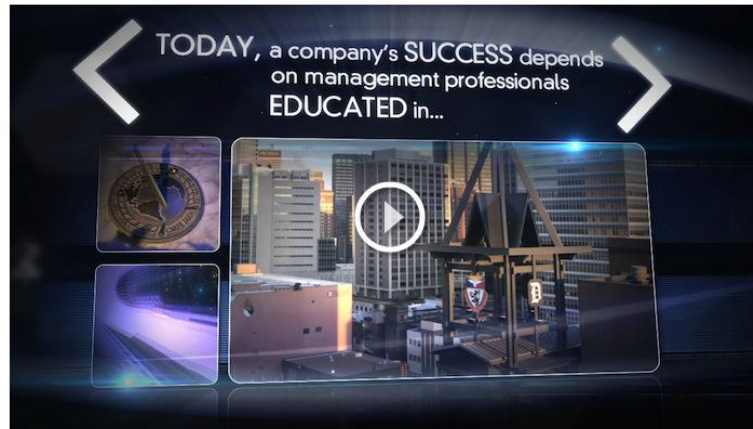 TODAY, a company's SUCCESS depends
on management professionals
EDUCATED in...
D